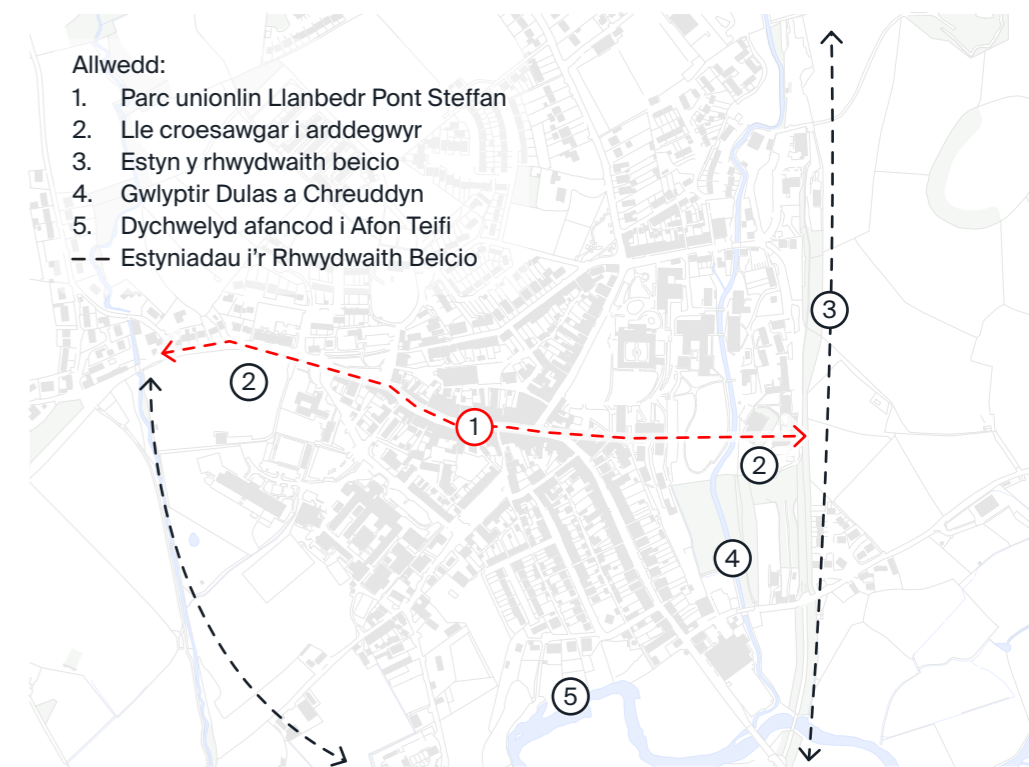 Allwedd:
1. Parc unionlin Llanbedr Pont Steffan
2. Lle croesawgar i arddegwyr
3. Estyn y rhwydwaith beicio
4. Gwlyptir Dulas a Chreuddyn
5. Dychwelyd afancod i Afon Teifi
Estyniadau i’r Rhwydwaith Beicio
3
2
1
2
4
5